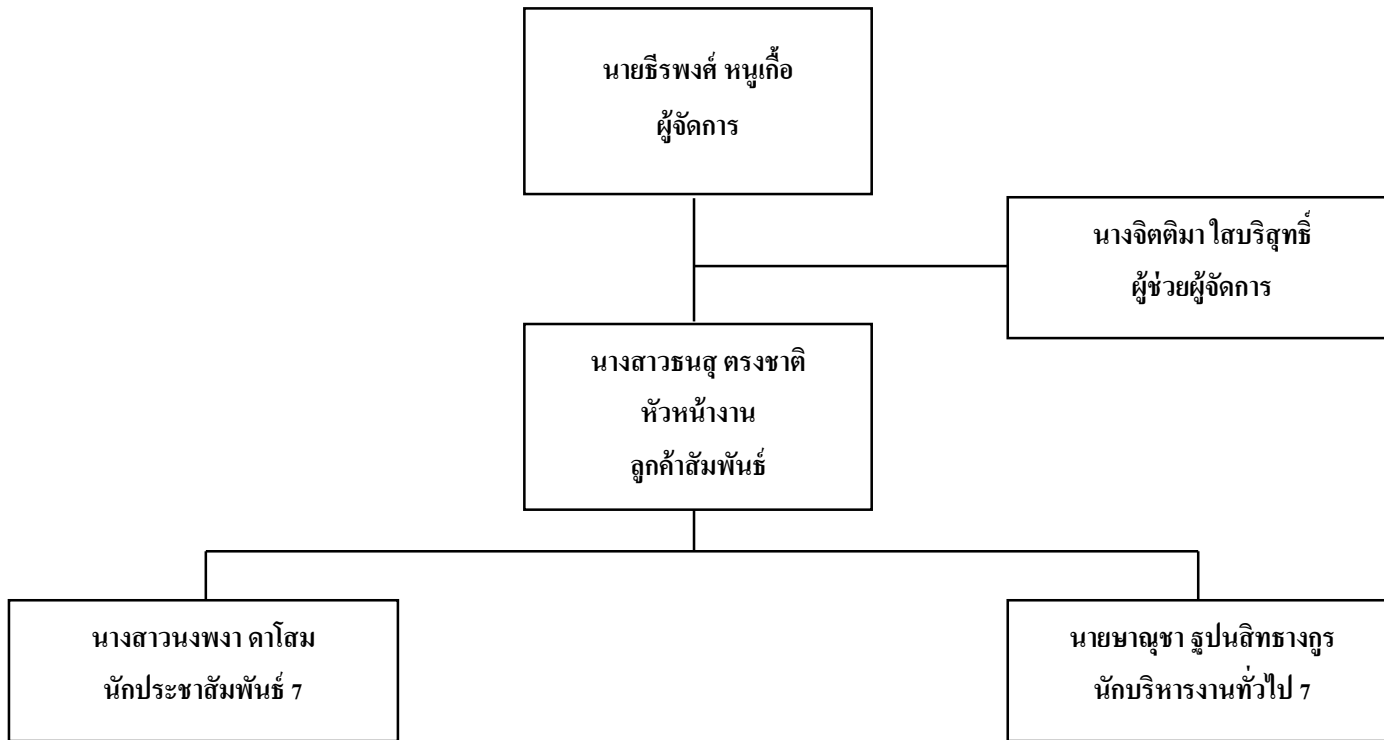 นายธีรพงศ์ หนูเกื้อ
ผู้จัดการ
นางจิตติมา ใสบริสุทธิ์
ผู้ช่วยผู้จัดการ
นางสาวธนสุ ตรงชาติ
หัวหน้างาน
ลูกค้าสัมพันธ์
นางสาวนงพงา ดาโสม
นักประชาสัมพันธ์ 7
นายษาณุชา ฐปนสิทธางกูร
นักบริหารงานทั่วไป 7